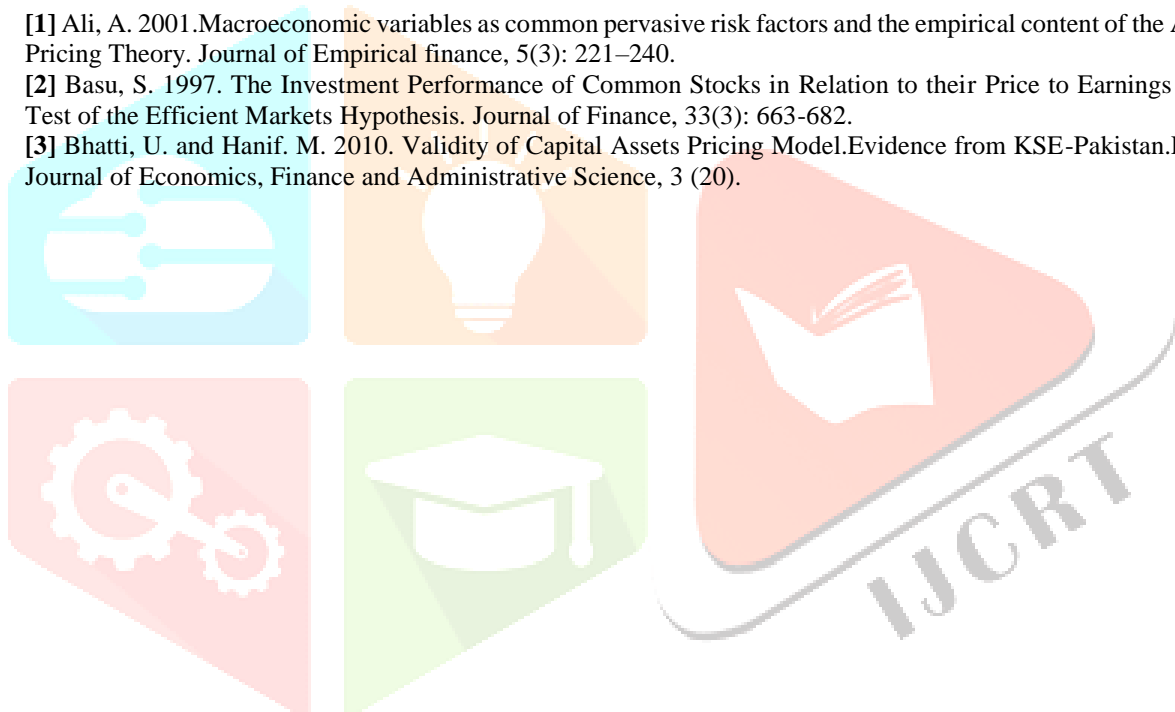 [1] Ali, A. 2001.Macroeconomic variables as common pervasive risk factors and the empirical content of the
Pricing Theory. Journal of Empirical finance, 5(3): 221–240.
[2] Basu, S. 1997. The Investment Performance of Common Stocks in Relation to their Price to Earnings
Test of the Efficient Markets Hypothesis. Journal of Finance, 33(3): 663-682.
[3] Bhatti, U. and Hanif. M. 2010. Validity of Capital Assets Pricing Model.Evidence from KSE-Pakistan.
Journal of Economics, Finance and Administrative Science, 3 (20).
IJCRT